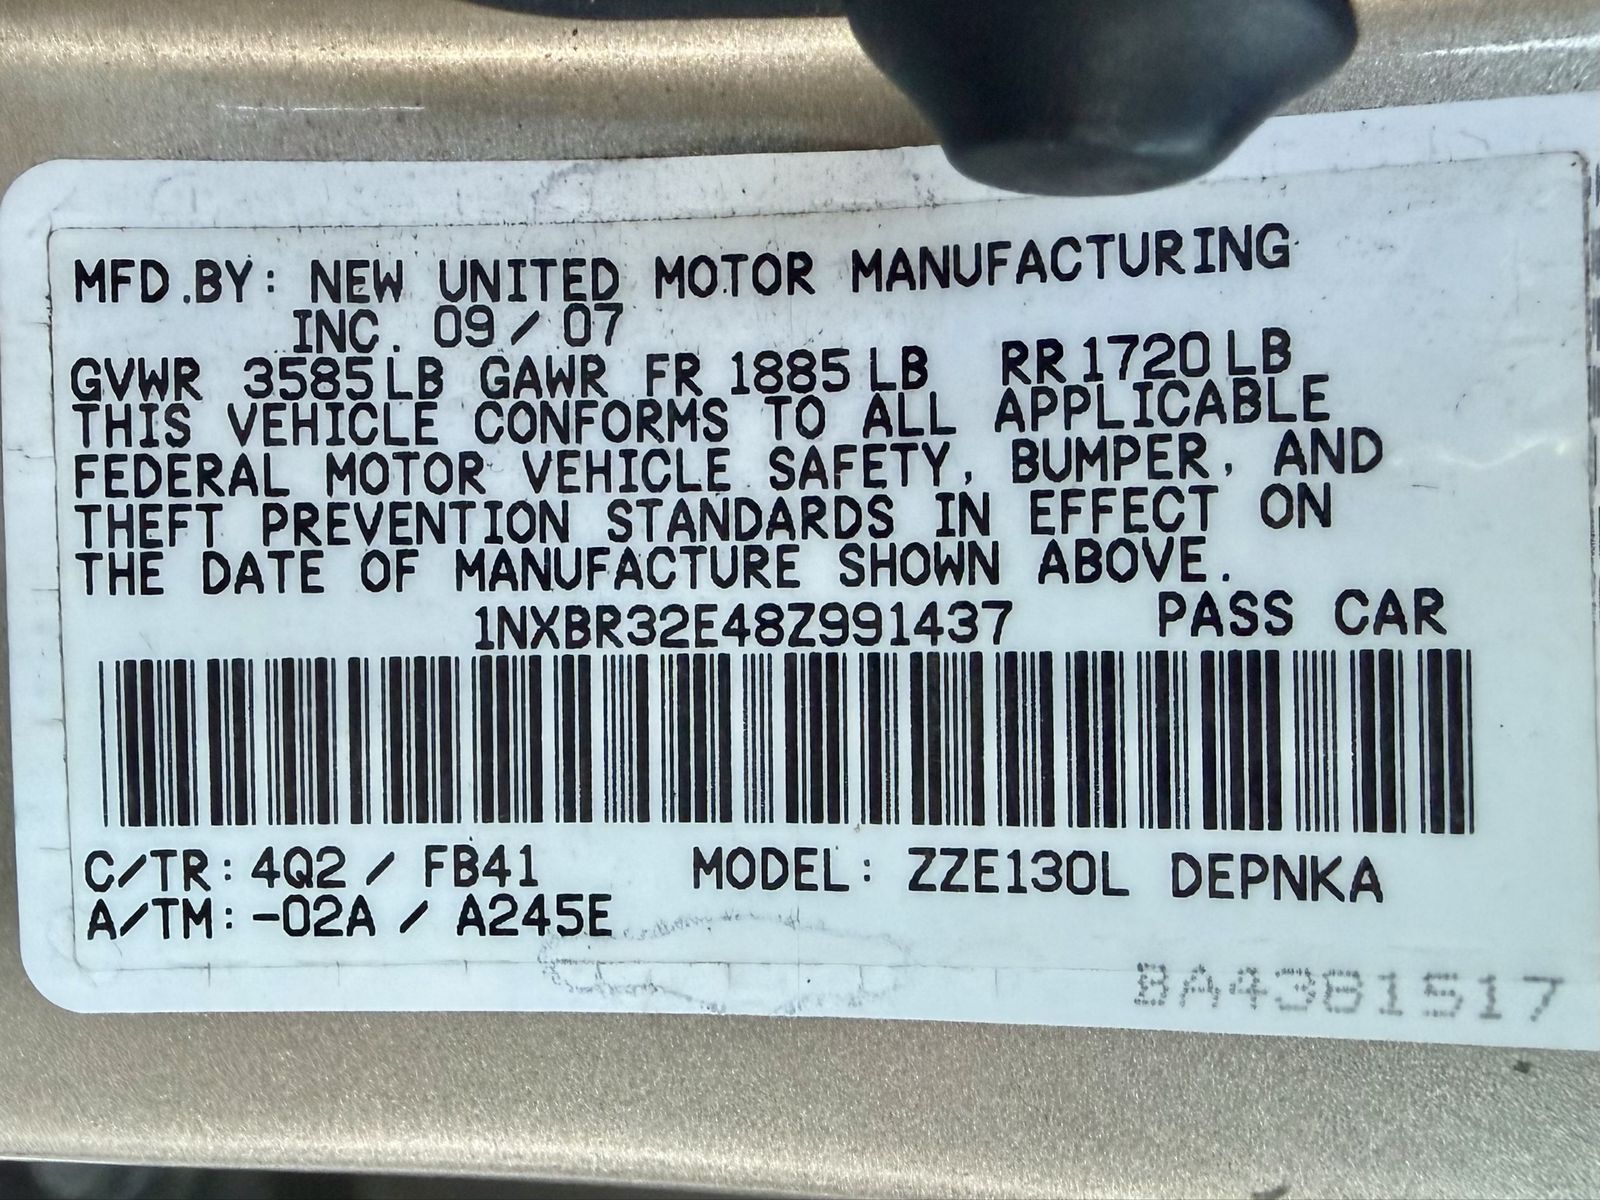 MFD.BY: NEW UNITED MOTOR MANUFACTURING
INC. 09/07
GVWR 3585LB GAWR FR 1885LB RR 1720LB
THIS VEHICLE CONFORMS TO ALL APPLICABLE
FEDERAL MOTOR VEHICLE SAFETY, BUMPER, AND
THEFT PREVENTION STANDARDS IN EFFECT ON
THE DATE OF MANUFACTURE SHOWN ABOVE.
1NXBR32E48Z991437 PASS CAR
C/TR: 4Q2 / FB41 MODEL: ZZE130L DEPNKA
A/TM: -02A / A245E